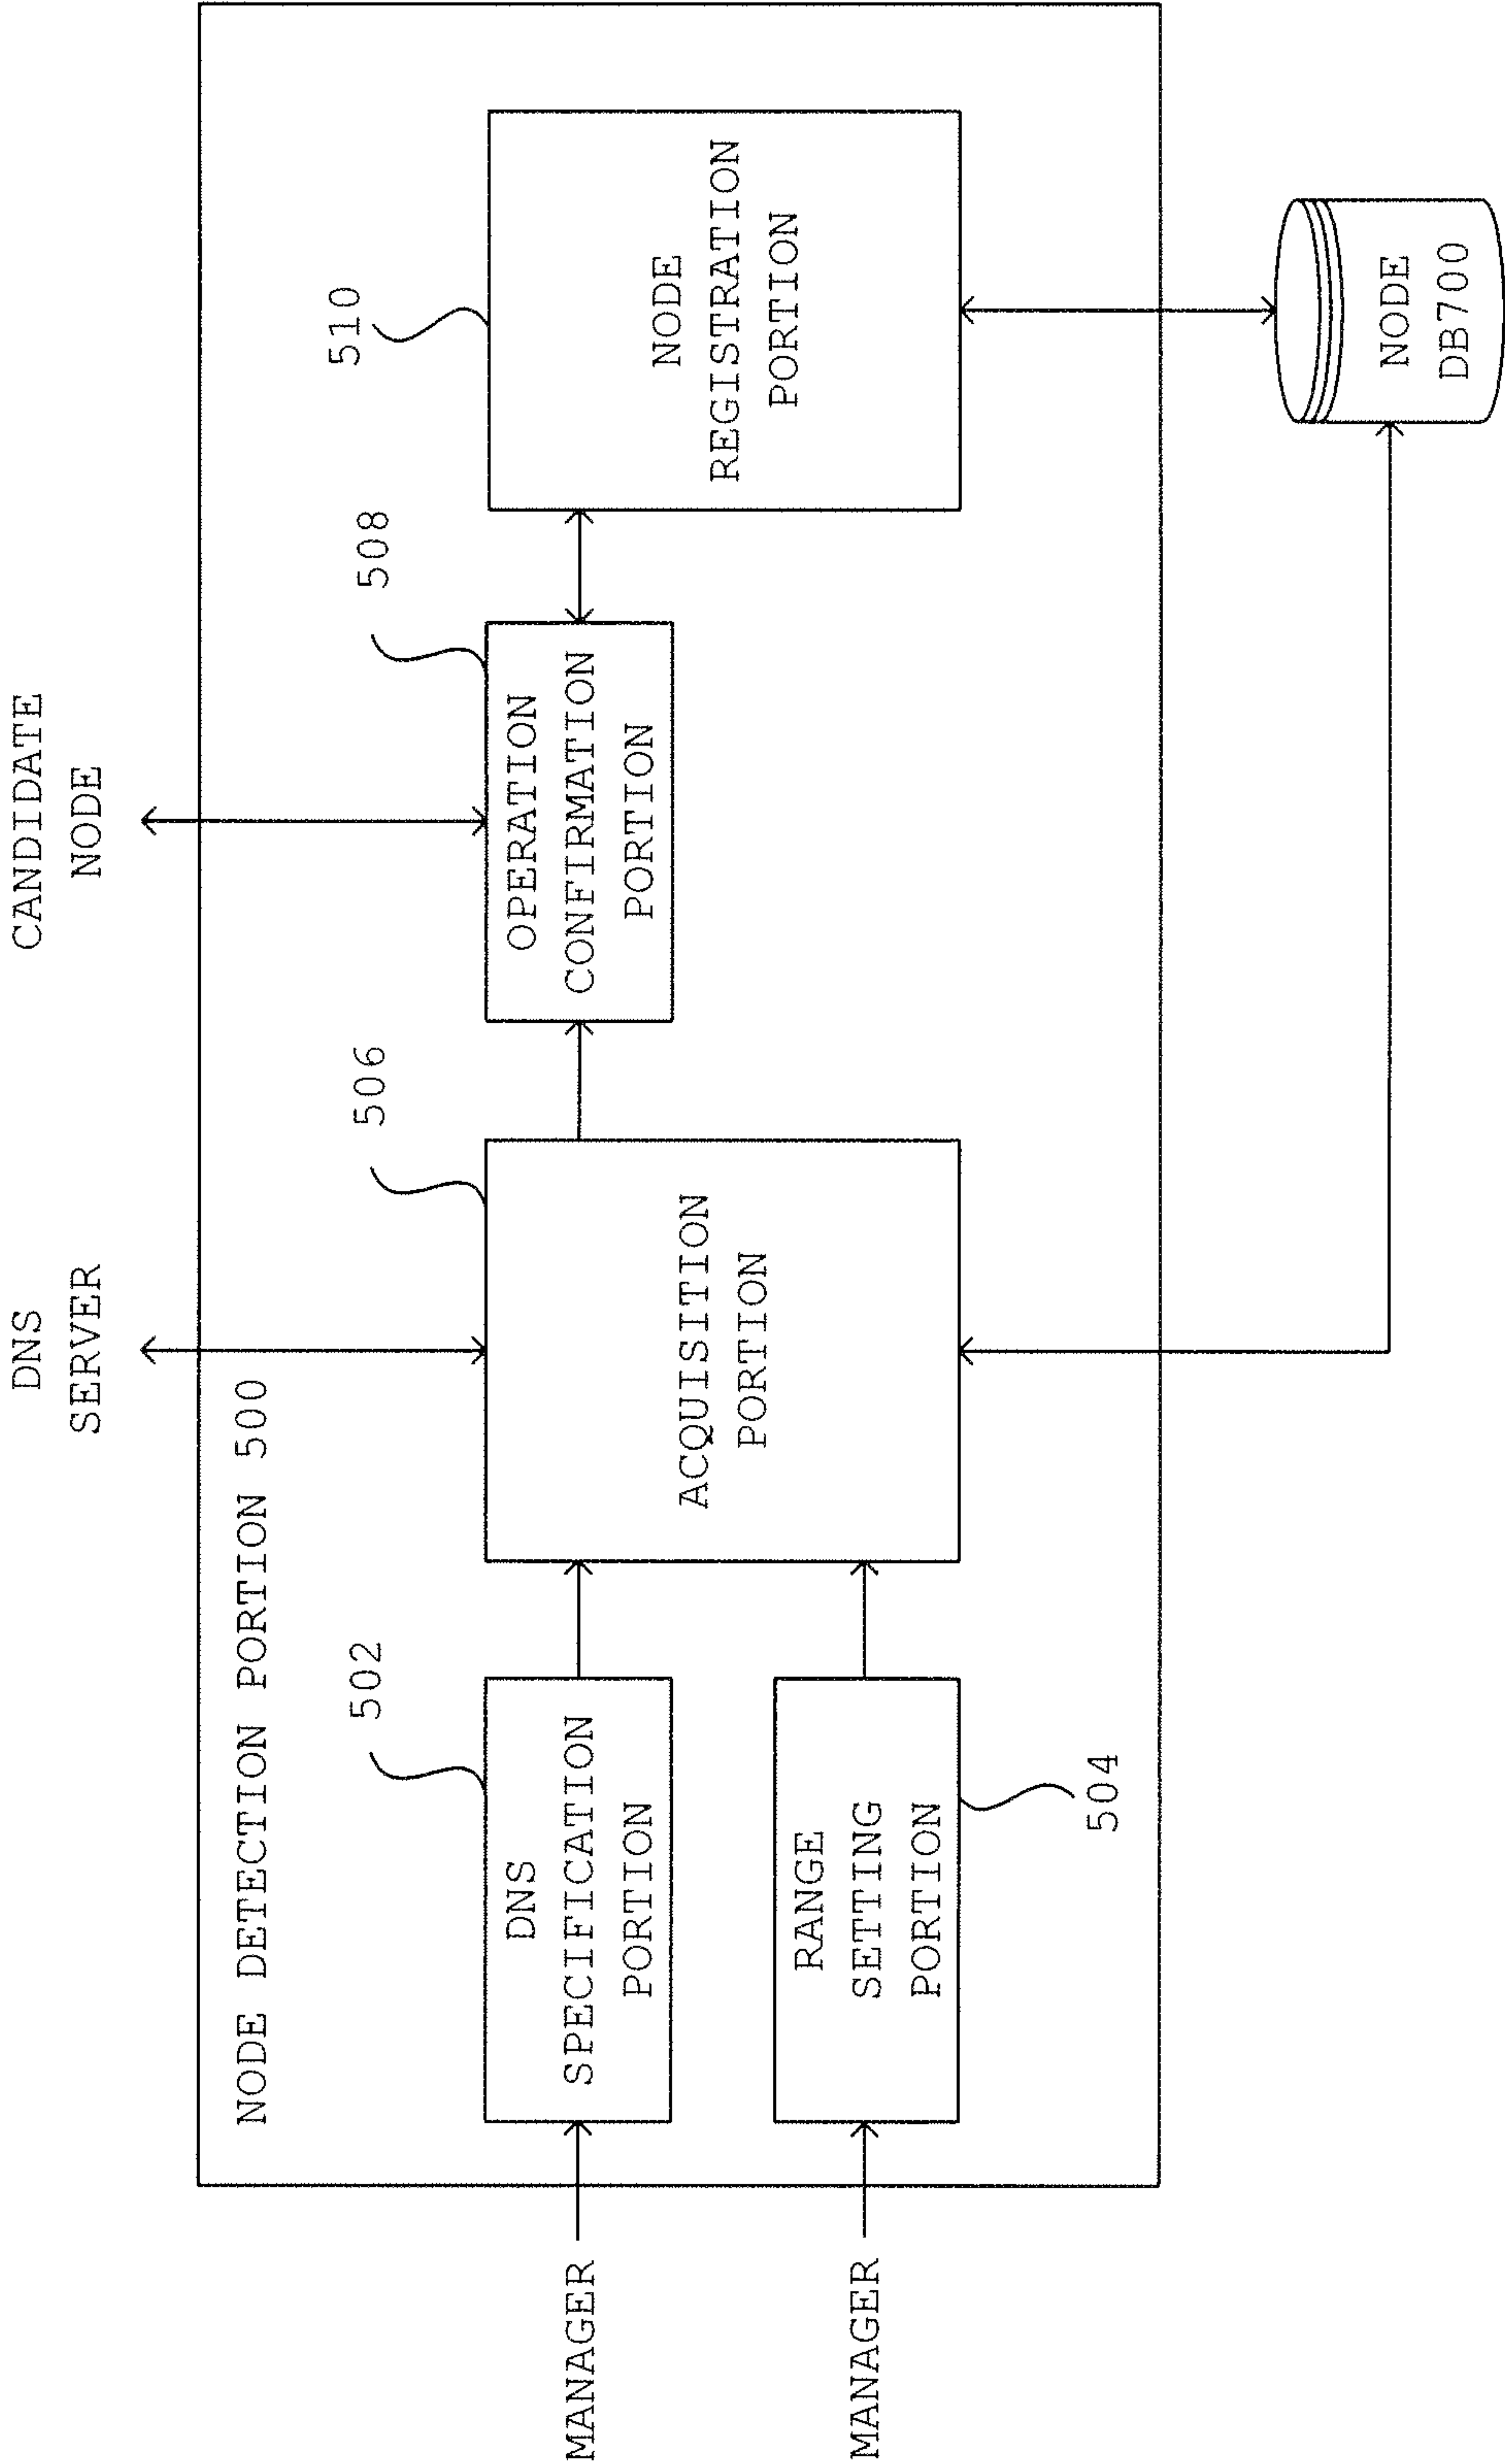 DNS
SERVER
CANDIDATE
NODE
NODE DETECTION PORTION 500
502
506
508
510
MANAGER
DNS
SPECIFICATION
PORTION
ACQUISITION
PORTION
OPERATION
CONFIRMATION
PORTION
NODE
REGISTRATION
PORTION
MANAGER
RANGE
SETTING
PORTION
504
NODE
DB700